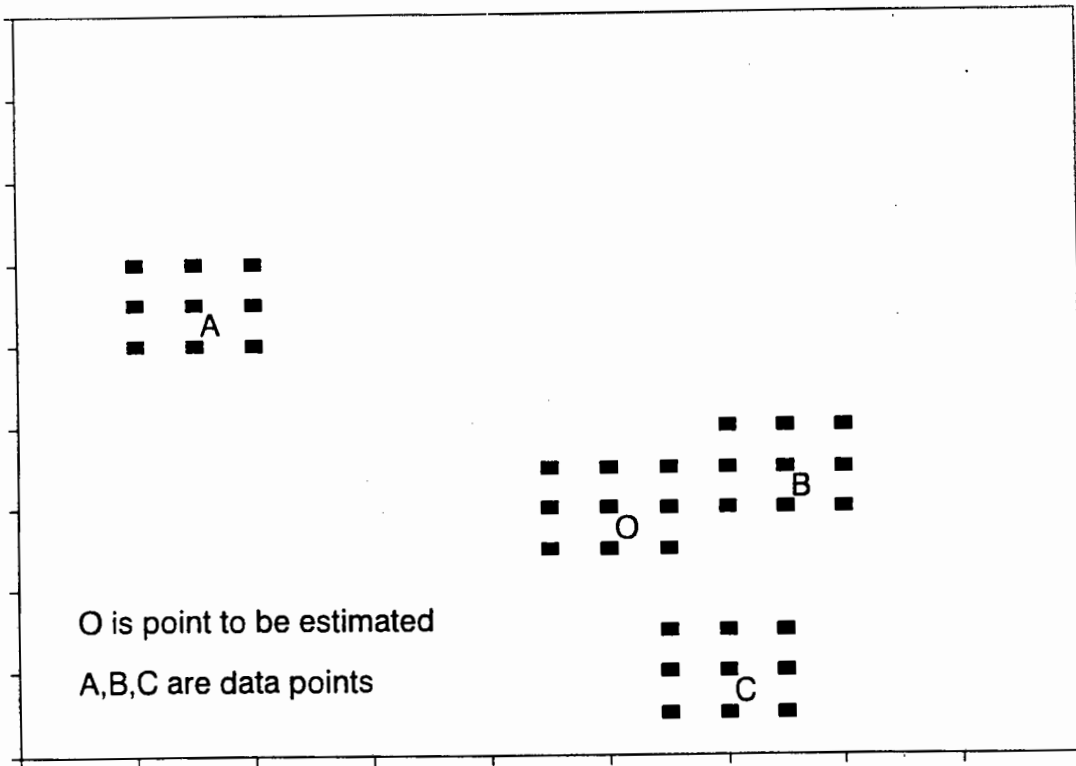 A
B
O
O is point to be estimated
A,B,C are data points
C